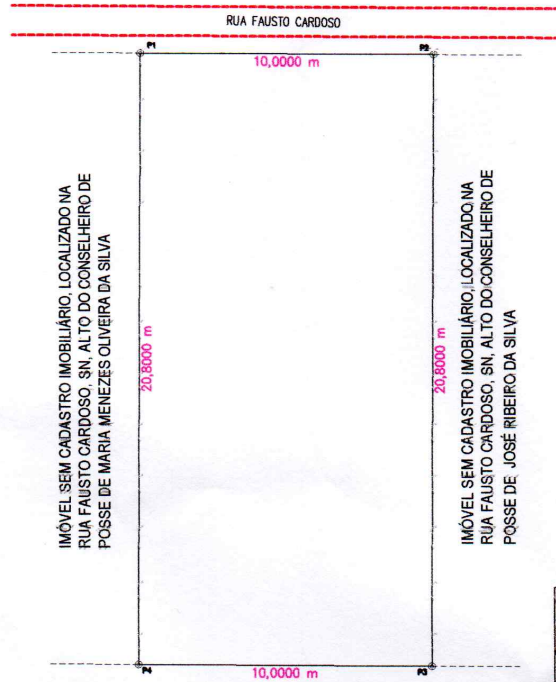 RUA FAUSTO CARDOSO
P1
P2
10,0000 m
IMÓVEL SEM CADASTRO IMOBILIÁRIO, LOCALIZADO NA
RUA FAUSTO CARDOSO, SN, ALTO DO CONSELHEIRO DE
POSSE DE MARIA MENEZES OLIVEIRA DA SILVA
20,8000 m
20,8000 m
IMÓVEL SEM CADASTRO IMOBILIÁRIO, LOCALIZADO NA
RUA FAUSTO CARDOSO, SN, ALTO DO CONSELHEIRO DE
POSSE DE JOSÉ RIBEIRO DA SILVA
P4
P3
10,0000 m